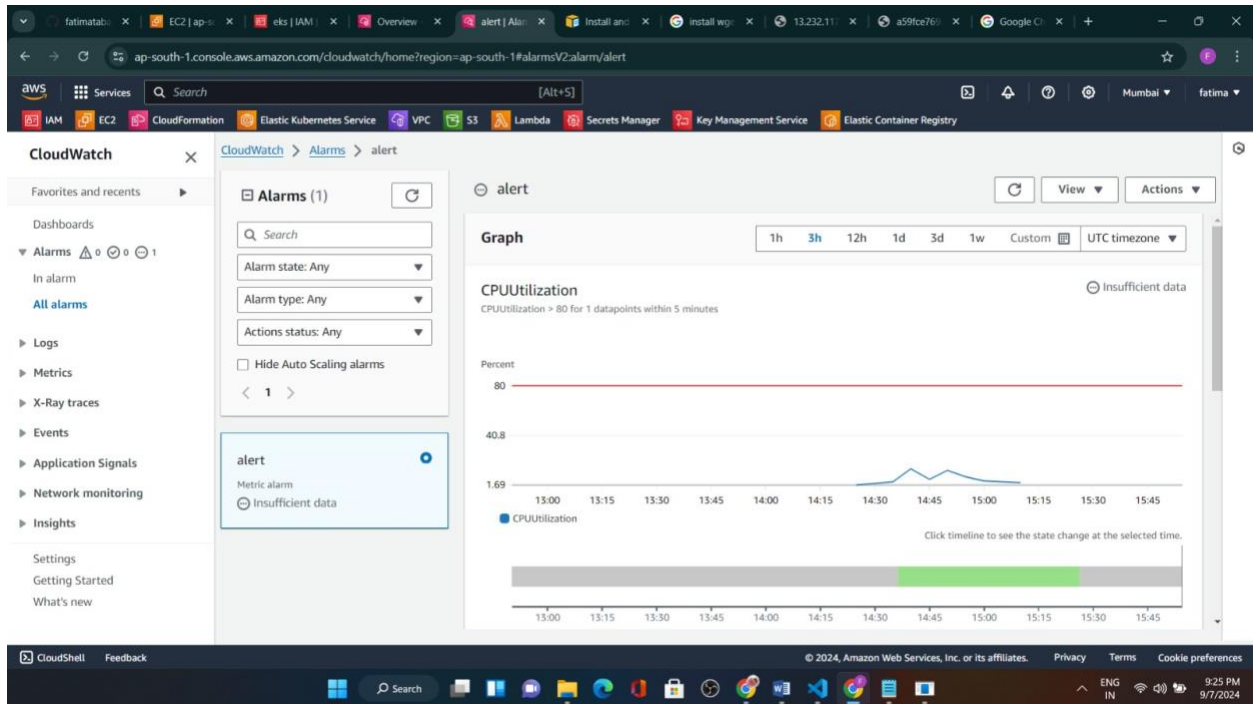 fatimatab:
EC2 | ap-sc
eks | IAM |
Overview
alert | Alar
Install and
install wge
13.232.11
a59fce769
Google Ch
ap-south-1.console.aws.amazon.com/cloudwatch/home?region=ap-south-1#alarmsV2:alarm/alert
F
aws
Services
Search
[Alt+S]
Mumbai
fatima
IAM
EC2
CloudFormation
Elastic Kubernetes Service
VPC
S3
Lambda
Secrets Manager
Key Management Service
Elastic Container Registry
CloudWatch
Favorites and recents
Dashboards
Alarms 0 0 1
In alarm
All alarms
Logs
Metrics
X-Ray traces
Events
Application Signals
Network monitoring
Insights
Settings
Getting Started
What's new
CloudWatch > Alarms > alert
Alarms (1)
Search
Alarm state: Any
Alarm type: Any
Actions status: Any
Hide Auto Scaling alarms
< 1 >
alert
Metric alarm
Insufficient data
alert
View
Actions
Graph
1h 3h 12h 1d 3d 1w Custom UTC timezone
CPUUtilization
Insufficient data
CPUUtilization > 80 for 1 datapoints within 5 minutes
Percent
80
40.8
1.69
13:00 13:15 13:30 13:45 14:00 14:15 14:30 14:45 15:00 15:15 15:30 15:45
CPUUtilization
Click timeline to see the state change at the selected time.
13:00 13:15 13:30 13:45 14:00 14:15 14:30 14:45 15:00 15:15 15:30 15:45
CloudShell
Feedback
© 2024, Amazon Web Services, Inc. or its affiliates.
Privacy
Terms
Cookie preferences
Search
ENG
IN
9:25 PM
9/7/2024